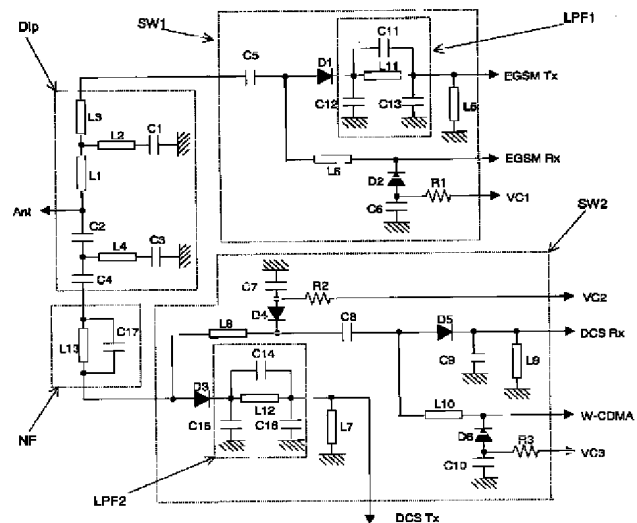 Dip
SW1
LPF1
C11
C5
D1
L11
EGSM Tx
C12
C13
L5
L3
L2
C1
EGSM Rx
L6
L1
D2
R1
VC1
C6
Ant
C2
SW2
L4
C3
C4
C7
R2
VC2
D4
C8
D5
DCS Rx
L8
C17
L13
C14
C9
L9
D3
L12
L10
W-CDMA
NF
C15
C16
L7
D6
R3
VC3
C10
LPF2
DCS Tx